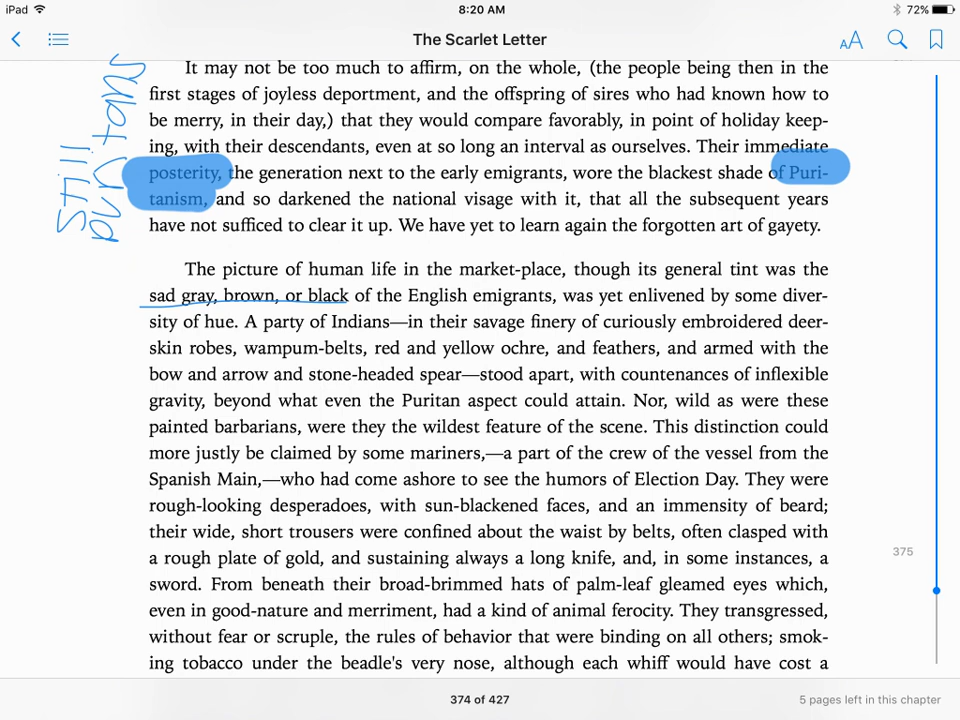 iPad
8:20 AM
72%
The Scarlet Letter
AA
still
puritans
It may not be too much to affirm, on the whole, (the people being then in the
first stages of joyless deportment, and the offspring of sires who had known how to
be merry, in their day,) that they would compare favorably, in point of holiday keep-
ing, with their descendants, even at so long an interval as ourselves. Their immediate
posterity, the generation next to the early emigrants, wore the blackest shade of Puri-
tanism, and so darkened the national visage with it, that all the subsequent years
have not sufficed to clear it up. We have yet to learn again the forgotten art of gayety.
The picture of human life in the market-place, though its general tint was the
sad gray, brown, or black of the English emigrants, was yet enlivened by some diver-
sity of hue. A party of Indians—in their savage finery of curiously embroidered deer-
skin robes, wampum-belts, red and yellow ochre, and feathers, and armed with the
bow and arrow and stone-headed spear—stood apart, with countenances of inflexible
gravity, beyond what even the Puritan aspect could attain. Nor, wild as were these
painted barbarians, were they the wildest feature of the scene. This distinction could
more justly be claimed by some mariners,—a part of the crew of the vessel from the
Spanish Main,—who had come ashore to see the humors of Election Day. They were
rough-looking desperadoes, with sun-blackened faces, and an immensity of beard;
their wide, short trousers were confined about the waist by belts, often clasped with
a rough plate of gold, and sustaining always a long knife, and, in some instances, a
sword. From beneath their broad-brimmed hats of palm-leaf gleamed eyes which,
even in good-nature and merriment, had a kind of animal ferocity. They transgressed,
without fear or scruple, the rules of behavior that were binding on all others; smok-
ing tobacco under the beadle's very nose, although each whiff would have cost a
375
374 of 427
5 pages left in this chapter